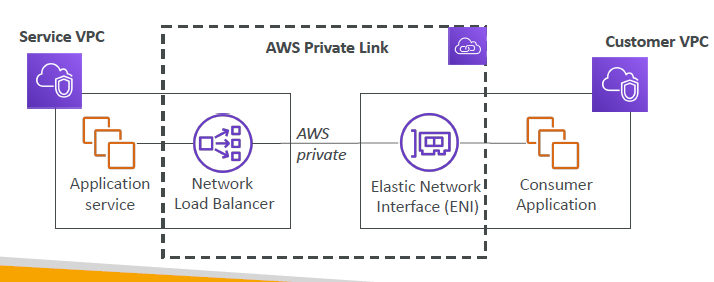 Service VPC
AWS Private Link
Customer VPC
AWS
private
Application
service
Network
Load Balancer
Elastic Network
Interface (ENI)
Consumer
Application